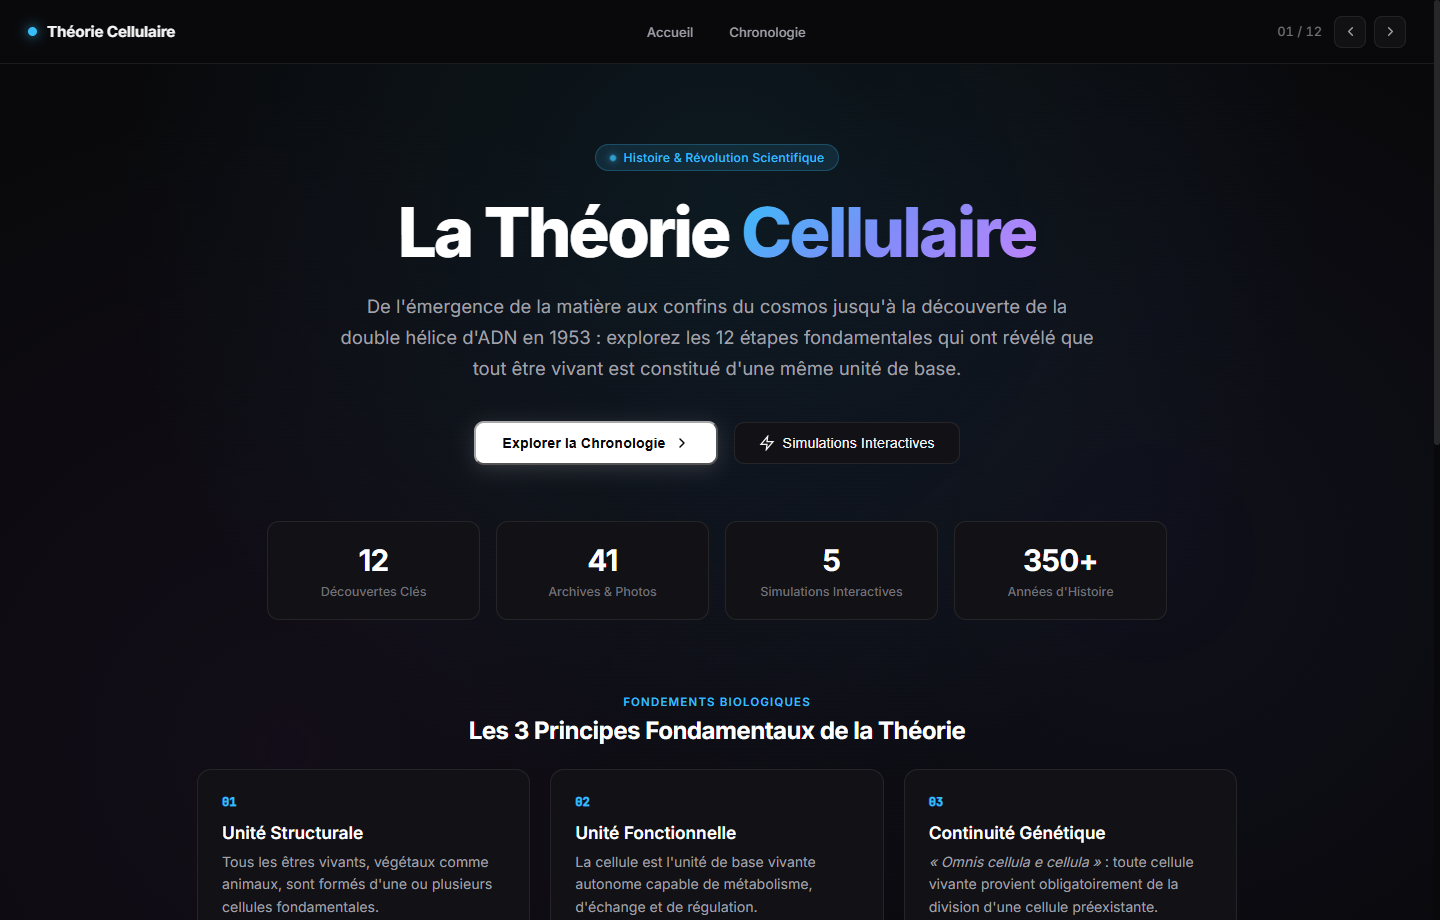 Théorie Cellulaire
Accueil
Chronologie
01 / 12
Histoire & Révolution Scientifique
La Théorie Cellulaire
De l'émergence de la matière aux confins du cosmos jusqu'à la découverte de la
double hélice d'ADN en 1953 : explorez les 12 étapes fondamentales qui ont révélé que
tout être vivant est constitué d'une même unité de base.
Explorer la Chronologie
Simulations Interactives
12
Découvertes Clés
41
Archives & Photos
5
Simulations Interactives
350+
Années d'Histoire
FONDEMENTS BIOLOGIQUES
Les 3 Principes Fondamentaux de la Théorie
01
Unité Structurale
Tous les êtres vivants, végétaux comme
animaux, sont formés d'une ou plusieurs
cellules fondamentales.
02
Unité Fonctionnelle
La cellule est l'unité de base vivante
autonome capable de métabolisme,
d'échange et de régulation.
03
Continuité Génétique
« Omnis cellula e cellula » : toute cellule
vivante provient obligatoirement de la
division d'une cellule préexistante.